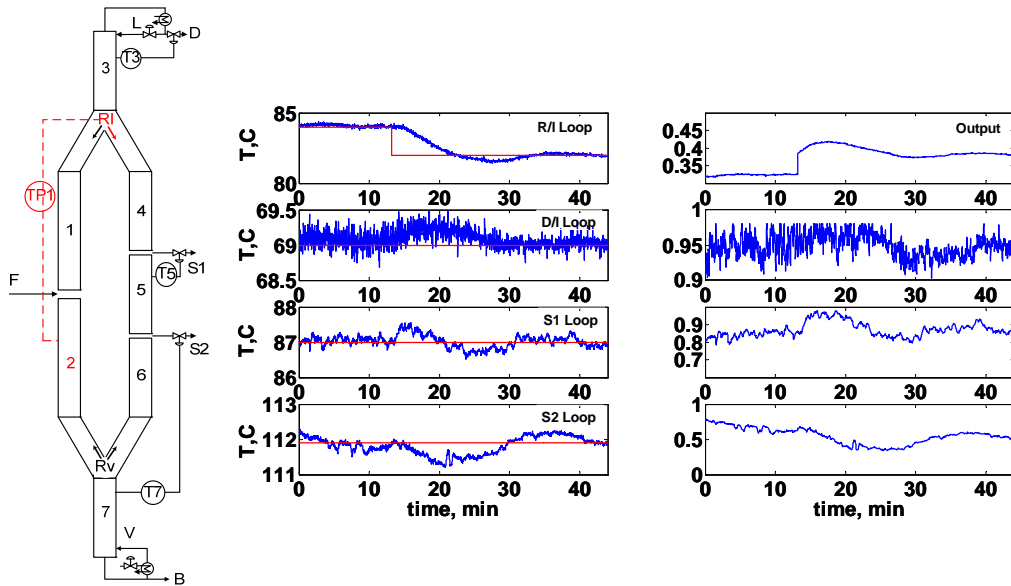 L
D
3
T3
RI
TP1
1
4
F
S1
T5
5
S2
2
6
Rv
T7
7
V
B
T,C
85
80
R/I Loop
0 10 20 30 40
T,C
69.5
69
68.5
D/I Loop
0 10 20 30 40
T,C
88
87
86
S1 Loop
0 10 20 30 40
T,C
113
112
111
S2 Loop
0 10 20 30 40
time, min
0.45
0.35
Output
0 10 20 30 40
1
0.95
0.9
0 10 20 30 40
0.9
0.8
0.7
0 10 20 30 40
1
0.5
0
0 10 20 30 40
time, min